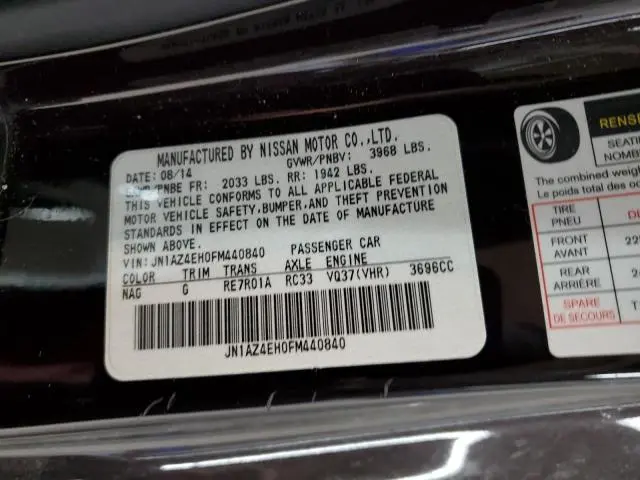 MANUFACTURED BY NISSAN MOTOR CO.,LTD.
DATE: 08/14 GVWR/PNBV: 3968 LBS.
GAWR/PNBE FR: 2033 LBS. RR: 1942 LBS.
THIS VEHICLE CONFORMS TO ALL APPLICABLE FEDERAL
MOTOR VEHICLE SAFETY, BUMPER, AND THEFT PREVENTION
STANDARDS IN EFFECT ON THE DATE OF MANUFACTURE
SHOWN ABOVE.
VIN: JN1AZ4EH0FM440840 PASSENGER CAR
COLOR TRIM TRANS AXLE ENGINE
NAG G RE7R01A RC33 VQ37(VHR) 3696CC
JN1AZ4EH0FM440840
RENSE
SEATI
NOMB
The combined weigh
Le poids total des oc
TIRE
PNEU
FRONT
AVANT
REAR
ARRIÈRE
SPARE
DE SECOURS